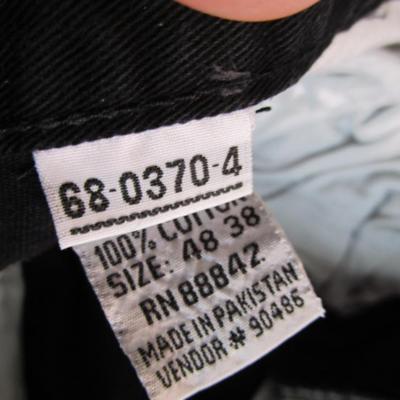 68-0370-4
100% COTTON
SIZE: 48 38
RN 88842
MADE IN PAKISTAN
VENDOR # 90486